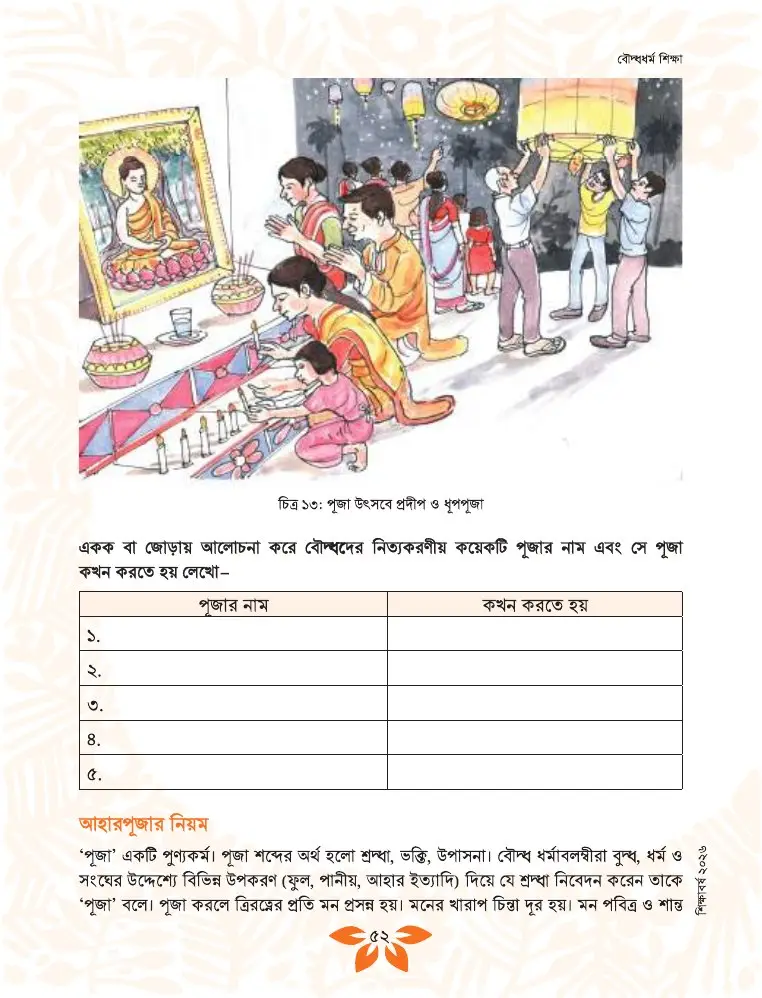 বৌদ্ধধর্ম শিক্ষা
চিত্র ১৩: পূজা উৎসবে প্রদীপ ও ধূপপূজা
একক বা জোড়ায় আলোচনা করে বৌদ্ধদের নিত্যকরণীয় কয়েকটি পূজার নাম এবং সে পূজা
কখন করতে হয় লেখো–
পূজার নাম কখন করতে হয়
১.
২.
৩.
৪.
৫.
আহারপূজার নিয়ম
‘পূজা’ একটি পুণ্যকর্ম। পূজা শব্দের অর্থ হলো শ্রদ্ধা, ভক্তি, উপাসনা। বৌদ্ধ ধর্মাবলম্বীরা বুদ্ধ, ধর্ম ও
সংঘের উদ্দেশ্যে বিভিন্ন উপকরণ (ফুল, পানীয়, আহার ইত্যাদি) দিয়ে যে শ্রদ্ধা নিবেদন করেন তাকে
‘পূজা’ বলে। পূজা করলে ত্রিরত্নের প্রতি মন প্রসন্ন হয়। মনের খারাপ চিন্তা দূর হয়। মন পবিত্র ও শান্ত
শিক্ষাবর্ষ ২০২৬
৫২